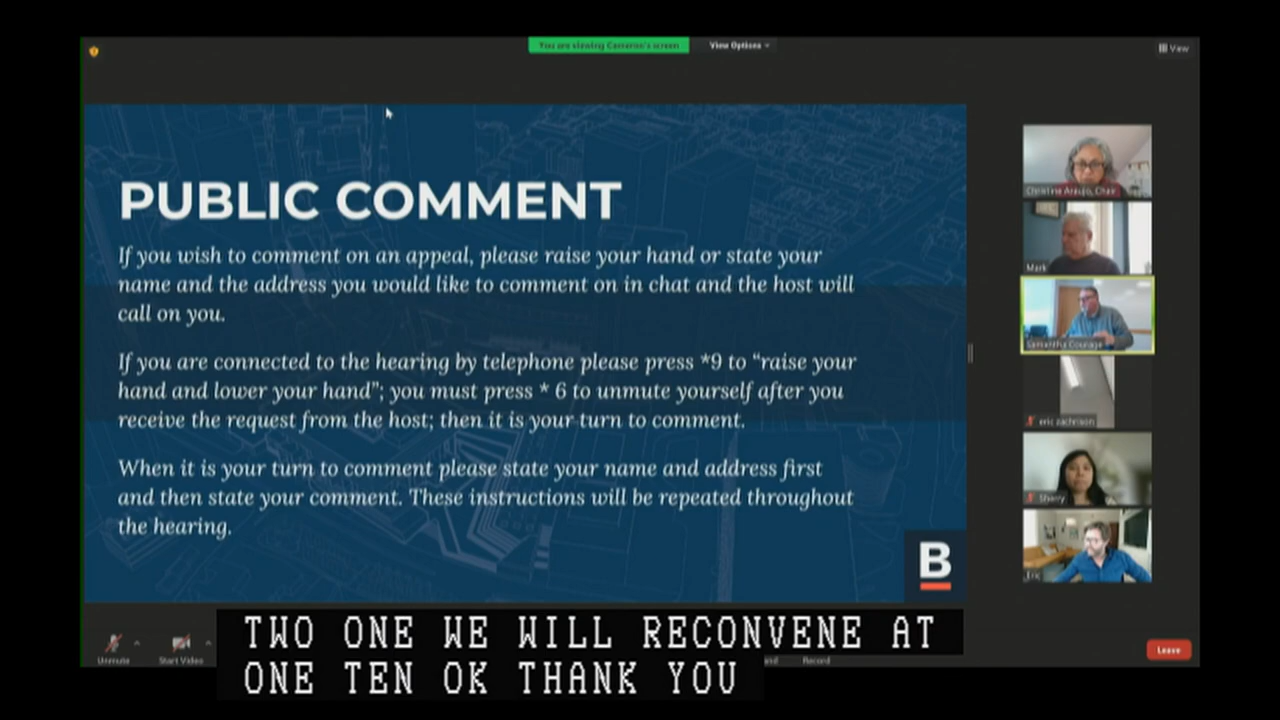 You are viewing Cameron's screen
View Options
View
PUBLIC COMMENT
If you wish to comment on an appeal, please raise your hand or state your
name and the address you would like to comment on in chat and the host will
call on you.
If you are connected to the hearing by telephone please press *9 to “raise your
hand and lower your hand”; you must press * 6 to unmute yourself after you
receive the request from the host; then it is your turn to comment.
When it is your turn to comment please state your name and address first
and then state your comment. These instructions will be repeated throughout
the hearing.
B
Christine Araujo, Chair
Mark
Samantha Courage
eric zachrison
Sherry
Eric
Unmute
Start Video
Record
Leave
TWO ONE WE WILL RECONVENE AT
ONE TEN OK THANK YOU